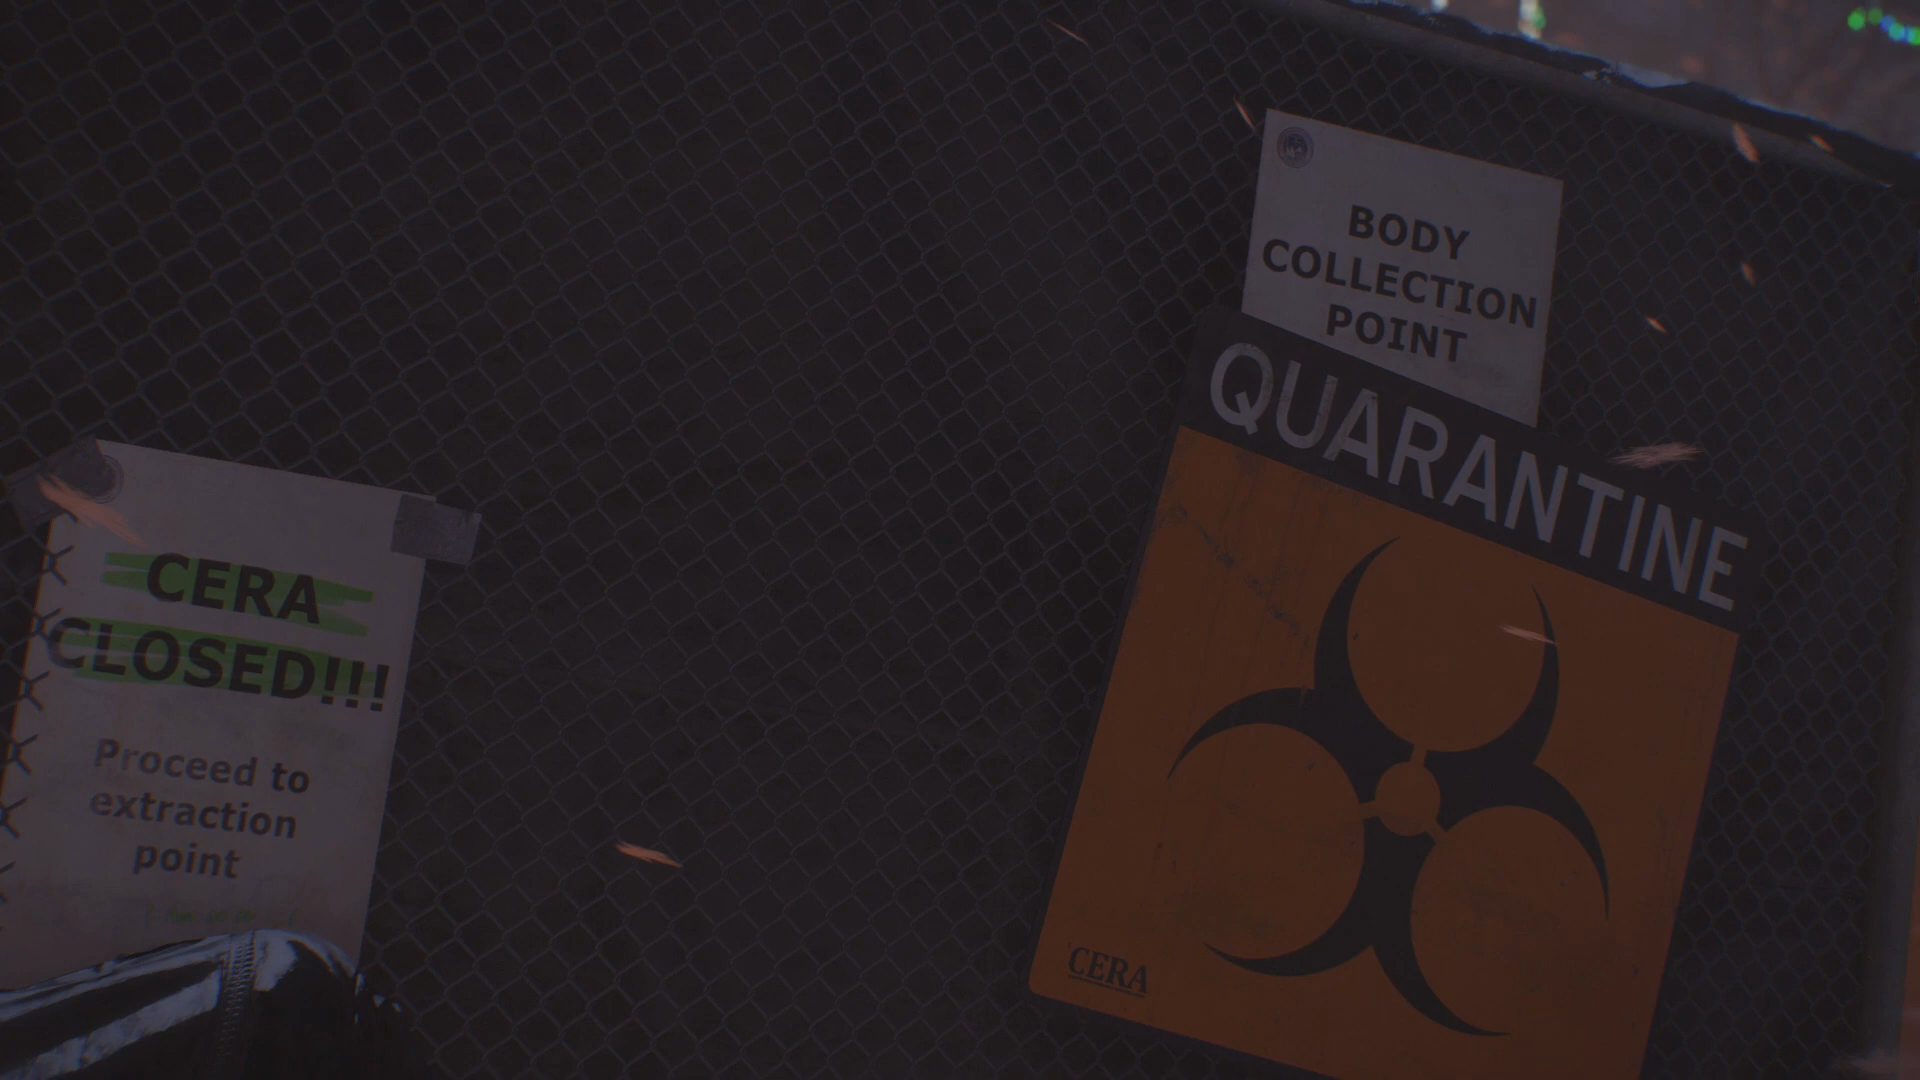 BODY
COLLECTION
POINT
QUARANTINE
CERA
CERA
CLOSED!!!
Proceed to
extraction
point